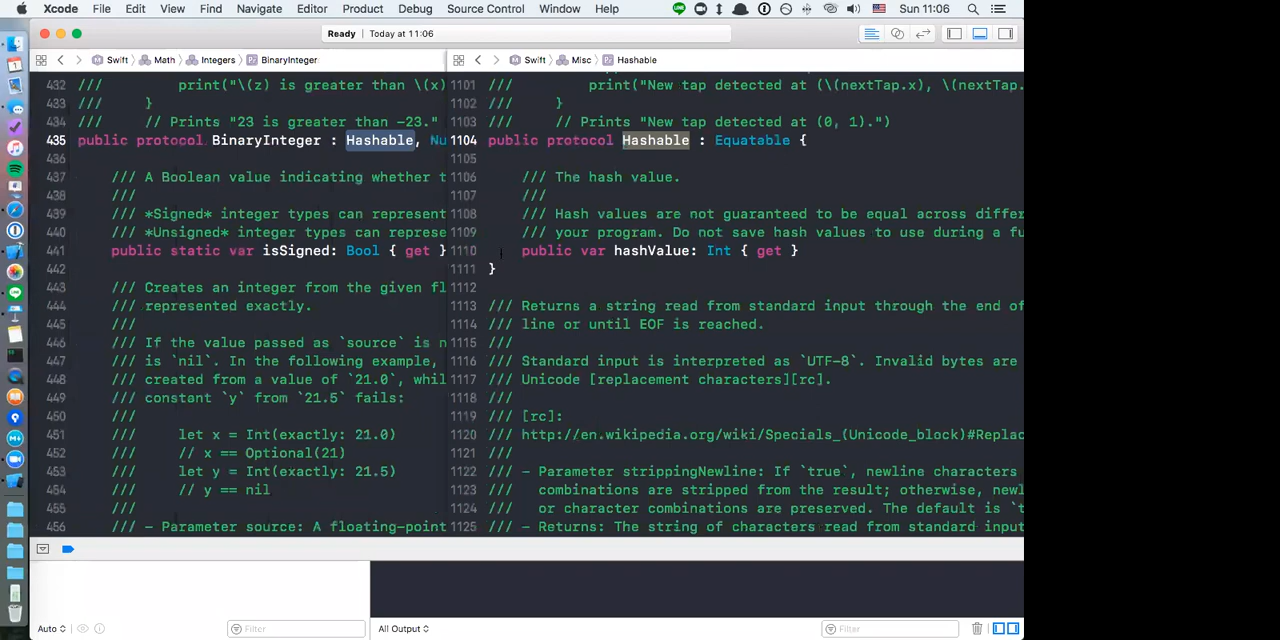 Xcode File Edit View Find Navigate Editor Product Debug Source Control Window Help Sun 11:06
Ready | Today at 11:06
Swift Math Integers BinaryInteger
432 /// print("\(z) is greater than \(x)
433 /// }
434 /// // Prints "23 is greater than -23."
435 public protocol BinaryInteger : Hashable, Nu
436
437 /// A Boolean value indicating whether t
438 ///
439 /// *Signed* integer types can represent
440 /// *Unsigned* integer types can represe
441 public static var isSigned: Bool { get }
442
443 /// Creates an integer from the given fl
444 /// represented exactly.
445 ///
446 /// If the value passed as `source` is n
447 /// is `nil`. In the following example,
448 /// created from a value of `21.0`, whil
449 /// constant `y` from `21.5` fails:
450 ///
451 /// let x = Int(exactly: 21.0)
452 /// // x == Optional(21)
453 /// let y = Int(exactly: 21.5)
454 /// // y == nil
455 ///
456 /// - Parameter source: A floating-point
Swift Misc Hashable
1101 /// print("New tap detected at (\(nextTap.x), \(nextTap.
1102 /// }
1103 /// // Prints "New tap detected at (0, 1).")
1104 public protocol Hashable : Equatable {
1105
1106 /// The hash value.
1107 ///
1108 /// Hash values are not guaranteed to be equal across differ
1109 /// your program. Do not save hash values to use during a fu
1110 public var hashValue: Int { get }
1111 }
1112
1113 /// Returns a string read from standard input through the end of
1114 /// line or until EOF is reached.
1115 ///
1116 /// Standard input is interpreted as `UTF-8`. Invalid bytes are
1117 /// Unicode [replacement characters][rc].
1118 ///
1119 /// [rc]:
1120 /// http://en.wikipedia.org/wiki/Specials_(Unicode_block)#Replac
1121 ///
1122 /// - Parameter strippingNewline: If `true`, newline characters
1123 /// combinations are stripped from the result; otherwise, newl
1124 /// or character combinations are preserved. The default is `t
1125 /// - Returns: The string of characters read from standard input
Auto Filter All Output Filter